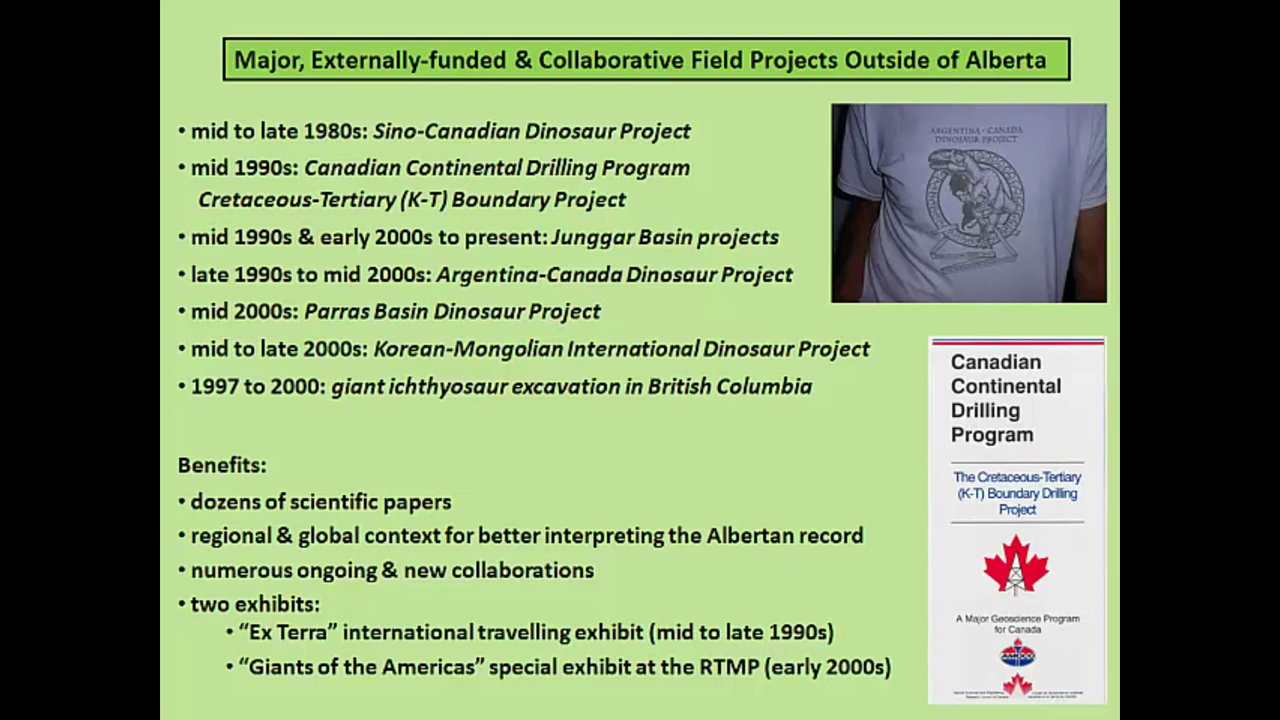 Major, Externally-funded & Collaborative Field Projects Outside of Alberta
• mid to late 1980s: Sino-Canadian Dinosaur Project
• mid 1990s: Canadian Continental Drilling Program
Cretaceous-Tertiary (K-T) Boundary Project
• mid 1990s & early 2000s to present: Junggar Basin projects
• late 1990s to mid 2000s: Argentina-Canada Dinosaur Project
• mid 2000s: Parras Basin Dinosaur Project
• mid to late 2000s: Korean-Mongolian International Dinosaur Project
• 1997 to 2000: giant ichthyosaur excavation in British Columbia
Benefits:
• dozens of scientific papers
• regional & global context for better interpreting the Albertan record
• numerous ongoing & new collaborations
• two exhibits:
• “Ex Terra” international travelling exhibit (mid to late 1990s)
• “Giants of the Americas” special exhibit at the RTMP (early 2000s)
ARGENTINA - CANADA
DINOSAUR PROJECT
Canadian
Continental
Drilling
Program
The Cretaceous-Tertiary
(K-T) Boundary Drilling
Project
A Major Geoscience Program
for Canada